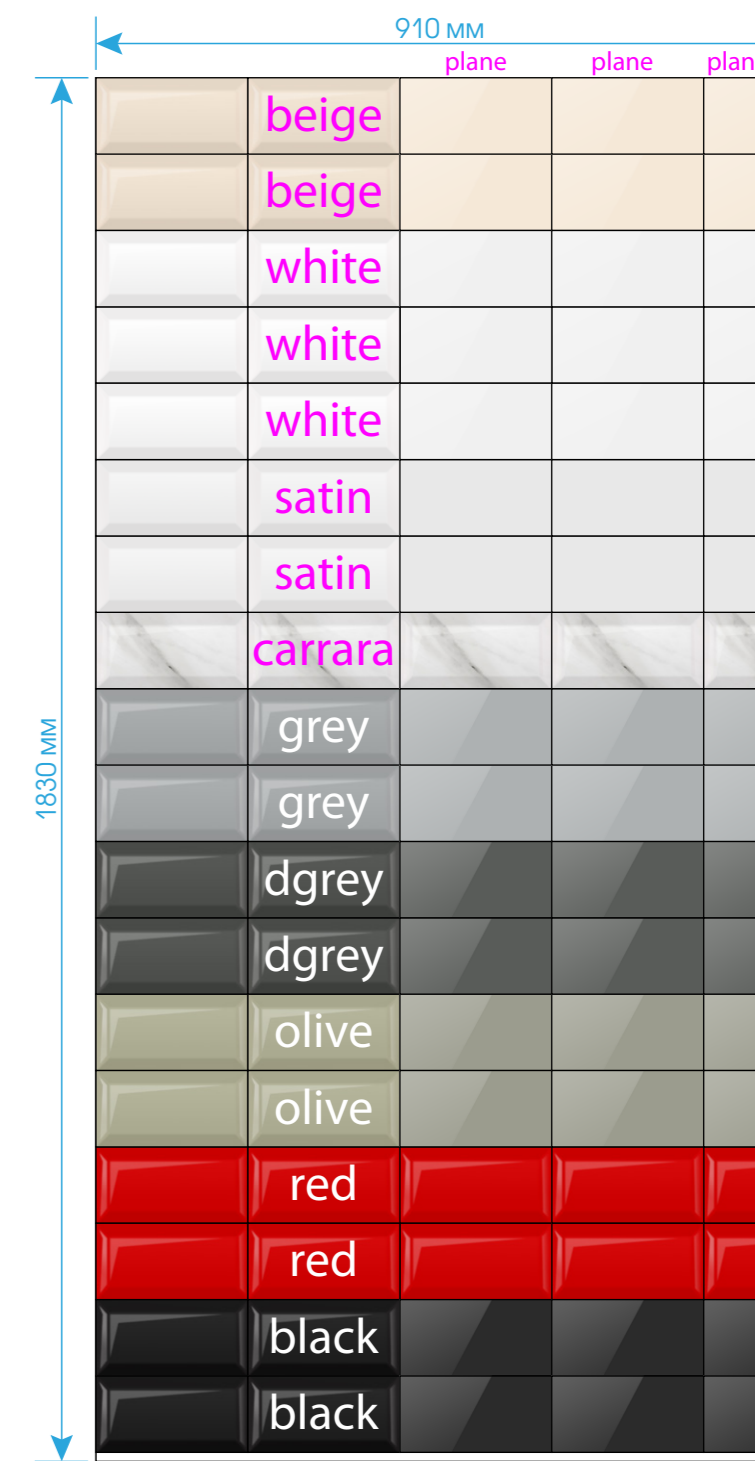 910 мм
plane plane plan
beige
beige
white
white
white
satin
satin
carrara
grey
grey
dgrey
dgrey
olive
olive
red
red
black
black
1830 мм